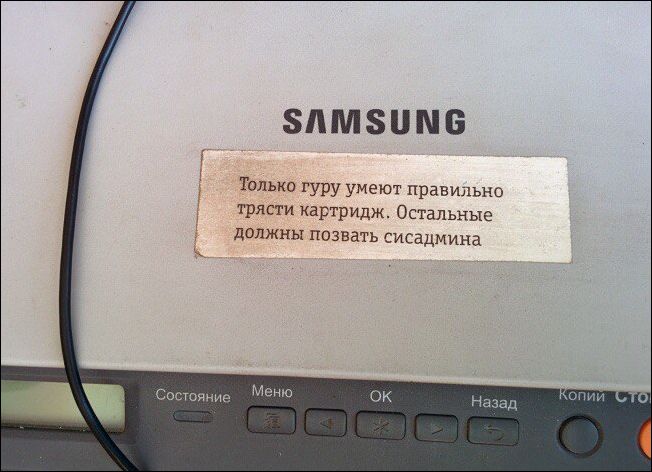 SAMSUNG
Только гуру умеют правильно
трясти картридж. Остальные
должны позвать сисадмина
Состояние Меню OK Назад Копии